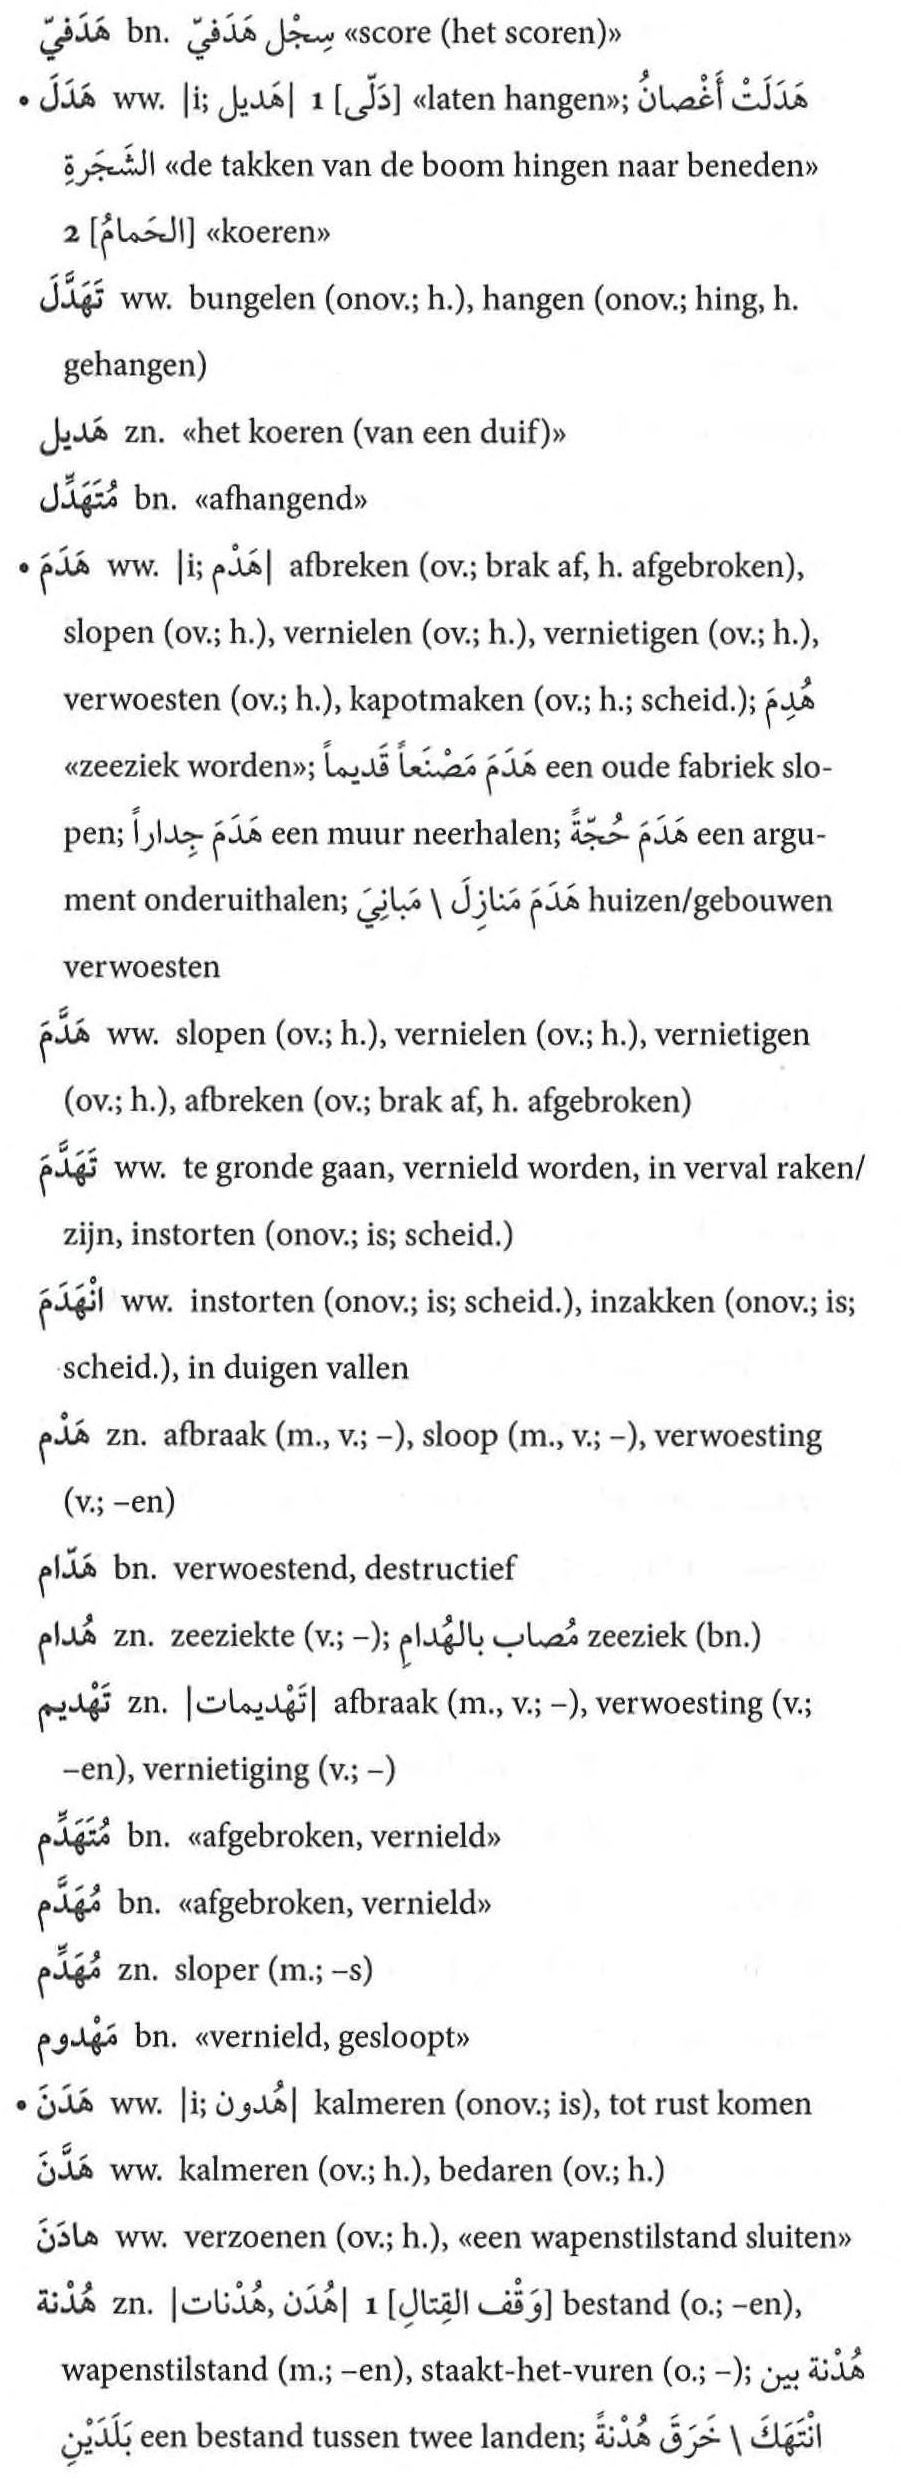 هَدَفيّ bn. سِجْل هَدَفيّ «score (het scoren)»
• هَدَلَ ww. |i; هَديل| 1 [دَلّى] «laten hangen»; هَدَلَتْ أَغْصانُ
الشَّجَرةِ «de takken van de boom hingen naar beneden»
2 [الحَمامُ] «koeren»
تَهَدَّلَ ww. bungelen (onov.; h.), hangen (onov.; hing, h.
gehangen)
هَديل zn. «het koeren (van een duif)»
مُتَهَدِّل bn. «afhangend»
• هَدَمَ ww. |i; هَدْم| afbreken (ov.; brak af, h. afgebroken),
slopen (ov.; h.), vernielen (ov.; h.), vernietigen (ov.; h.),
verwoesten (ov.; h.), kapotmaken (ov.; h.; scheid.); هُدِمَ
«zeeziek worden»; هَدَمَ مَصْنَعاً قَديماً een oude fabriek slo-
pen; هَدَمَ جِداراً een muur neerhalen; هَدَمَ حُجّةً een argu-
ment onderuithalen; هَدَمَ مَنازِلَ \ مَبانِيَ huizen/gebouwen
verwoesten
هَدَّمَ ww. slopen (ov.; h.), vernielen (ov.; h.), vernietigen
(ov.; h.), afbreken (ov.; brak af, h. afgebroken)
تَهَدَّمَ ww. te gronde gaan, vernield worden, in verval raken/
zijn, instorten (onov.; is; scheid.)
انْهَدَمَ ww. instorten (onov.; is; scheid.), inzakken (onov.; is;
scheid.), in duigen vallen
هَدْم zn. afbraak (m., v.; –), sloop (m., v.; –), verwoesting
(v.; –en)
هَدّام bn. verwoestend, destructief
هُدام zn. zeeziekte (v.; –); مُصاب بالهُدامِ zeeziek (bn.)
تَهْديم zn. |تَهْديمات| afbraak (m., v.; –), verwoesting (v.;
–en), vernietiging (v.; –)
مُتَهَدِّم bn. «afgebroken, vernield»
مُهَدَّم bn. «afgebroken, vernield»
مُهَدِّم zn. sloper (m.; –s)
مَهْدوم bn. «vernield, gesloopt»
• هَدَنَ ww. |i; هُدون| kalmeren (onov.; is), tot rust komen
هَدَّنَ ww. kalmeren (ov.; h.), bedaren (ov.; h.)
هادَنَ ww. verzoenen (ov.; h.), «een wapenstilstand sluiten»
هُدْنة zn. |هُدَن, هُدْنات| 1 [وَقْف القِتالِ] bestand (o.; –en),
wapenstilstand (m.; –en), staakt-het-vuren (o.; –); هُدْنة بين
بَلَدَيْنِ een bestand tussen twee landen; انْتَهَكَ \ خَرَقَ هُدْنةً